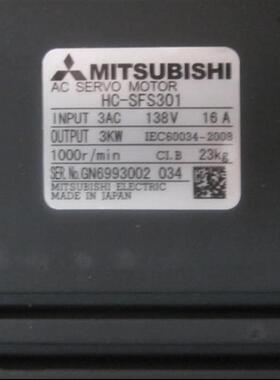 MITSUBISHI
AC SERVO MOTOR
HC-SFS301
INPUT 3AC 138V 16 A
OUTPUT 3KW IEC60034-2008
1000r/min CI.B 23kg
SER.No.GN6993002 034
MITSUBISHI ELECTRIC
MADE IN JAPAN